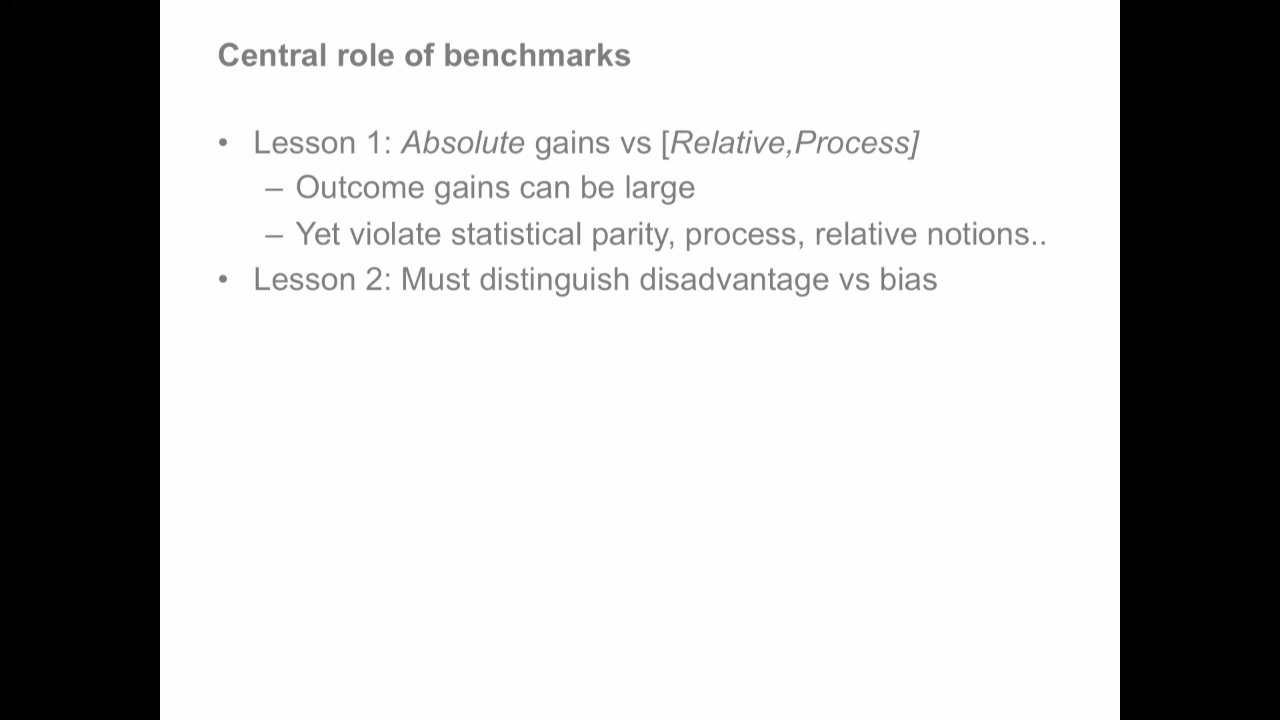 Central role of benchmarks
• Lesson 1: Absolute gains vs [Relative,Process]
– Outcome gains can be large
– Yet violate statistical parity, process, relative notions..
• Lesson 2: Must distinguish disadvantage vs bias